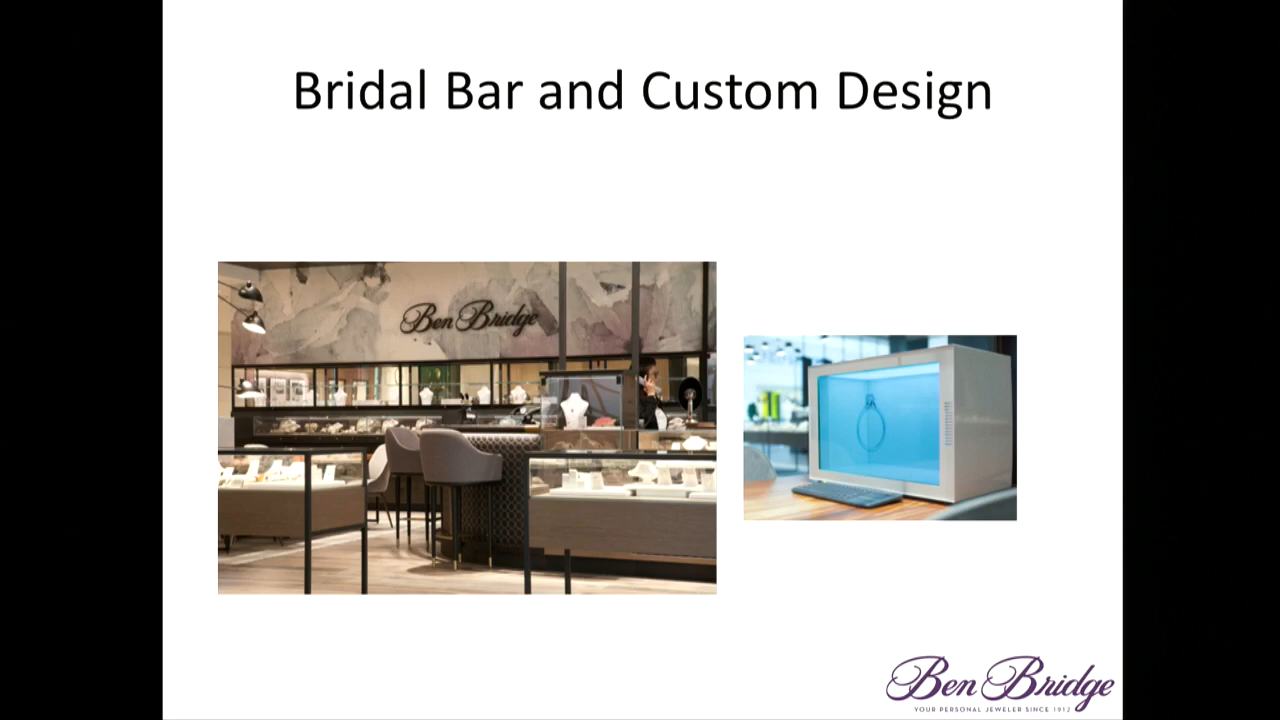 Bridal Bar and Custom Design
Ben Bridge
Ben Bridge
YOUR PERSONAL JEWELER SINCE 1912